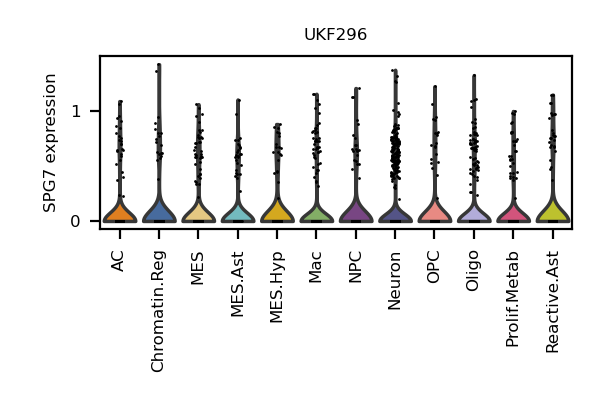 UKF296
SPG7 expression
1
0
AC
Chromatin.Reg
MES
MES.Ast
MES.Hyp
Mac
NPC
Neuron
OPC
Oligo
Prolif.Metab
Reactive.Ast